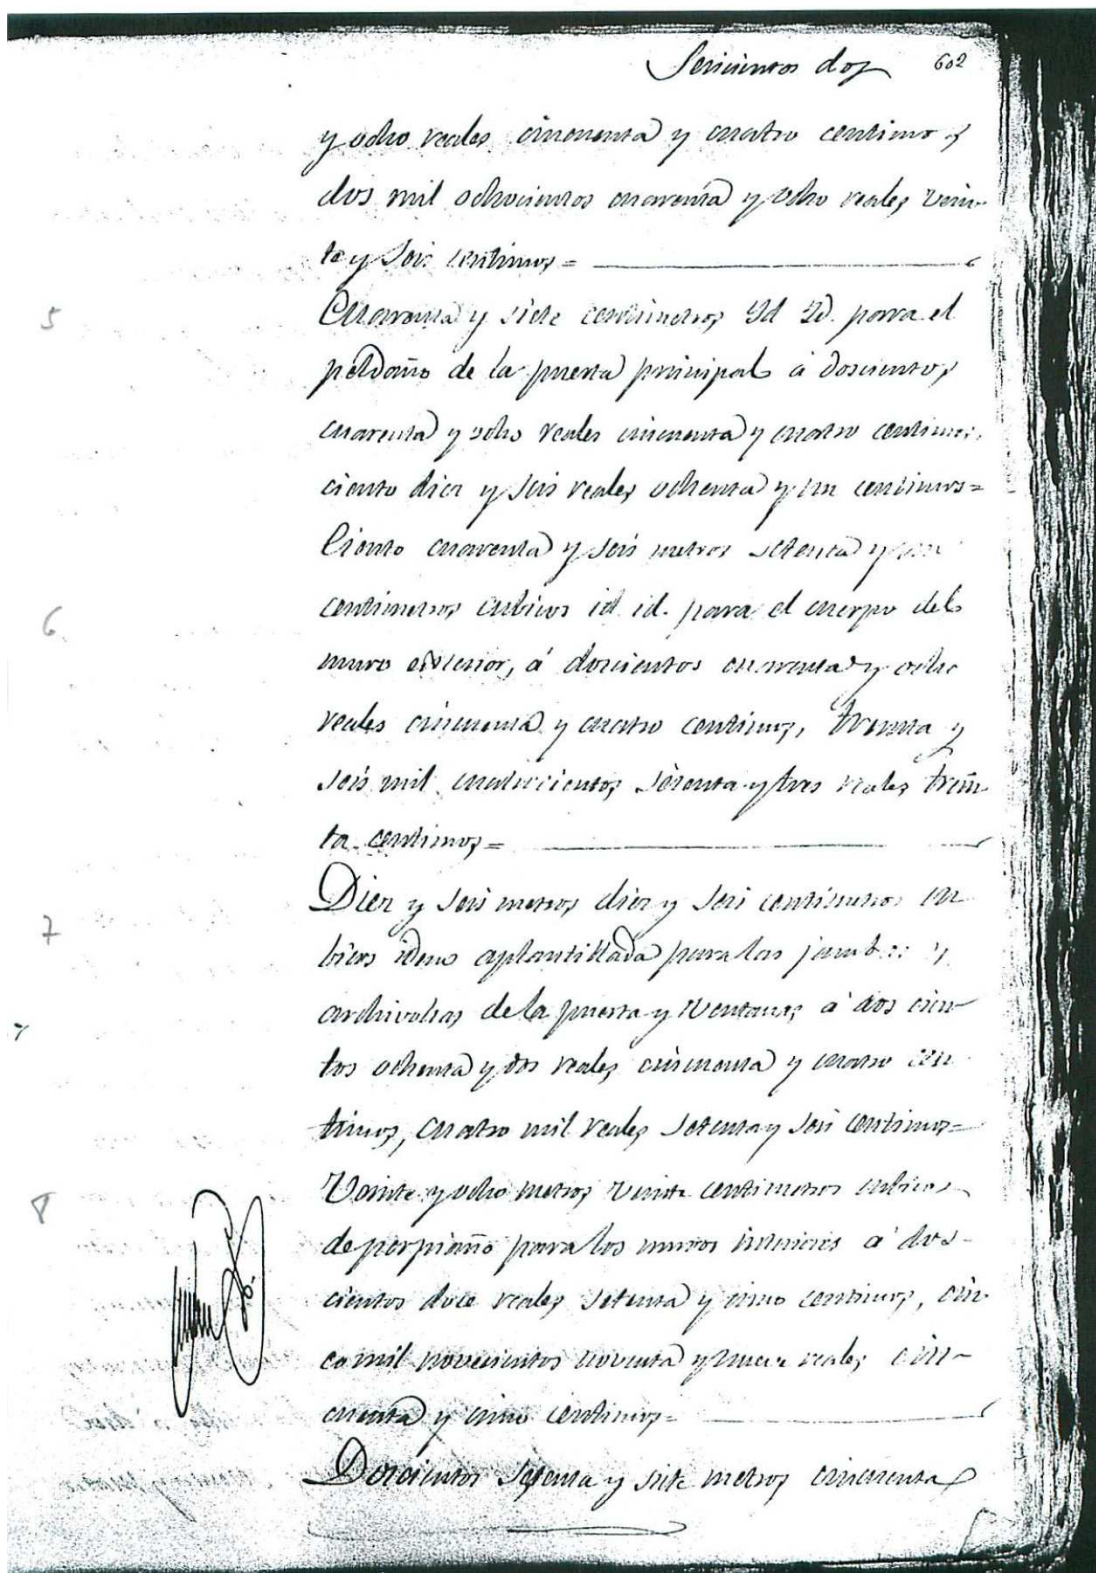 Seiscientos dos 602
y ocho reales cincuenta y cuatro centimos,
dos mil ochocientos cuarenta y ocho reales vein-
te y seis centimos =
5
Cuarenta y siete centimetros Id Id. para el
peldaño de la puerta principal á doscientos
cuarenta y ocho reales cincuenta y cuatro centimos,
ciento diez y seis reales ochenta y un centimos =
6
Ciento cuarenta y seis metros setenta y
centimetros cubicos id. id. para el cuerpo del
muro exterior, á doscientos cuarenta y ocho
reales cincuenta y cuatro centimos, treinta y
seis mil cuatrocientos sesenta y tres reales trein-
ta centimos =
7
Diez y seis metros diez y seis centimetros cu-
bicos idem aplantillada para las jambas y
archivoltas de la puerta y ventanas á dos cien-
tos ochenta y dos reales cincuenta y cuatro cen-
timos, cuatro mil reales setenta y seis centimos =
8
Veinte y ocho metros veinte centimetros cubicos
de perpiaño para los muros interiores á dos-
cientos doce reales setenta y cinco centimos, cin-
co mil novecientos noventa y nueve reales cin-
cuenta y cinco centimos =
Doscientos setenta y siete metros cincuenta